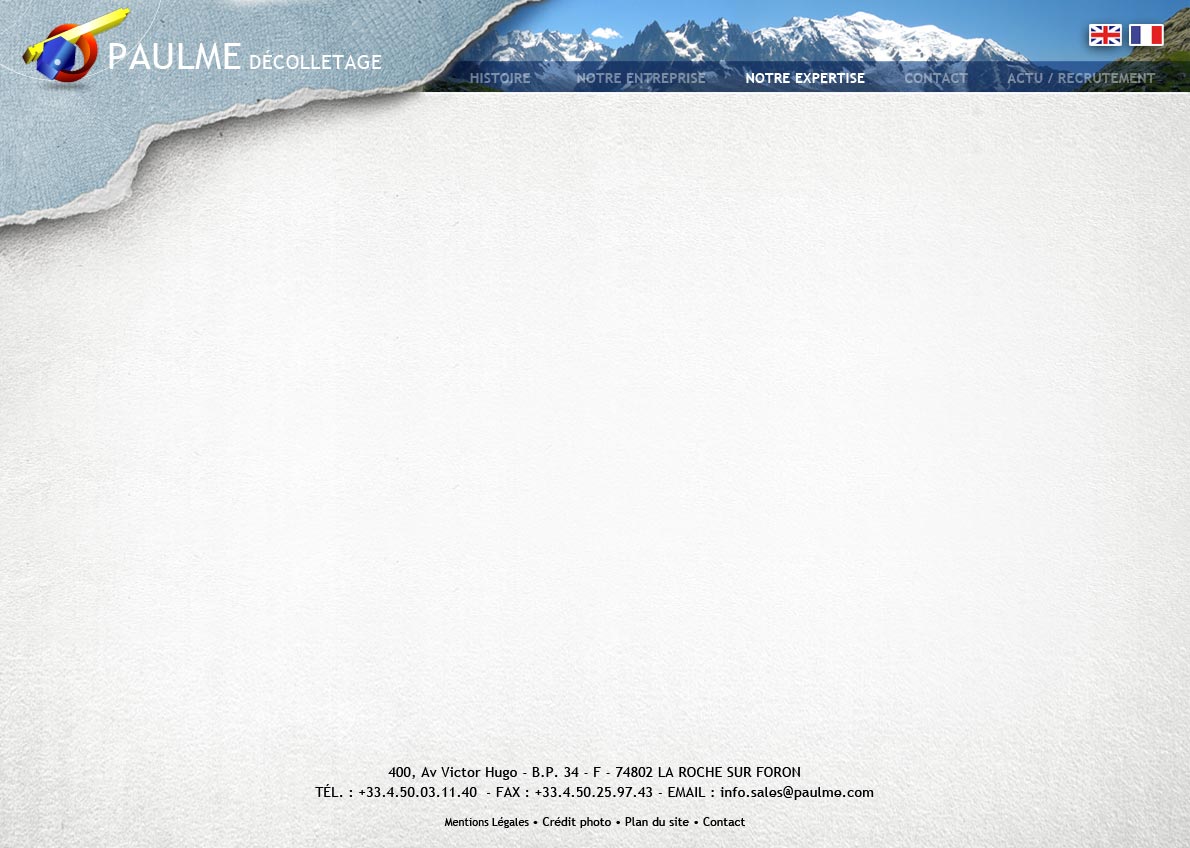 PAULME DÉCOLLETAGE
HISTOIRE NOTRE ENTREPRISE NOTRE EXPERTISE CONTACT ACTU / RECRUTEMENT
400, Av Victor Hugo - B.P. 34 - F - 74802 LA ROCHE SUR FORON
TÉL. : +33.4.50.03.11.40 - FAX : +33.4.50.25.97.43 - EMAIL : info.sales@paulme.com
Mentions Légales • Crédit photo • Plan du site • Contact